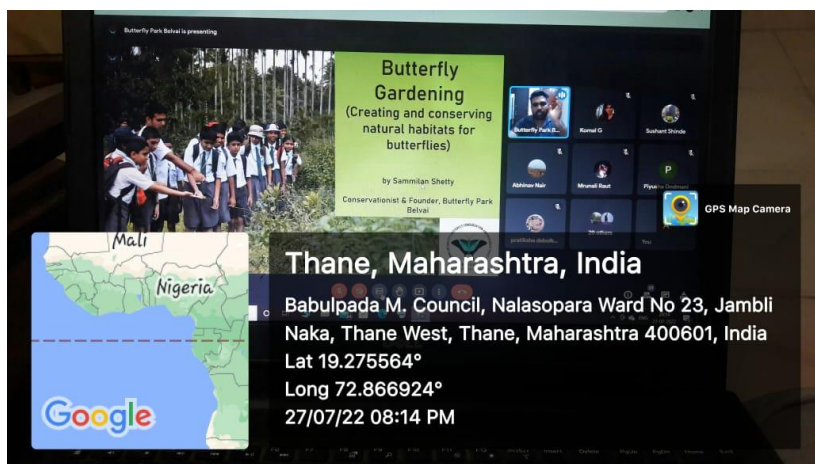 Butterfly Park Belvai is presenting
Butterfly
Gardening
(Creating and conserving
natural habitats for
butterflies)
by Sammilan Shetty
Conservationist & Founder, Butterfly Park
Belvai
Butterfly Park B...
Komal G
Sushant Shinde
Abhinav Nair
Mrunali Raut
P
Piyusha
29 others
You
GPS Map Camera
Mali
Nigeria
Google
Thane, Maharashtra, India
Babulpada M. Council, Nalasopara Ward No 23, Jambli
Naka, Thane West, Thane, Maharashtra 400601, India
Lat 19.275564°
Long 72.866924°
27/07/22 08:14 PM